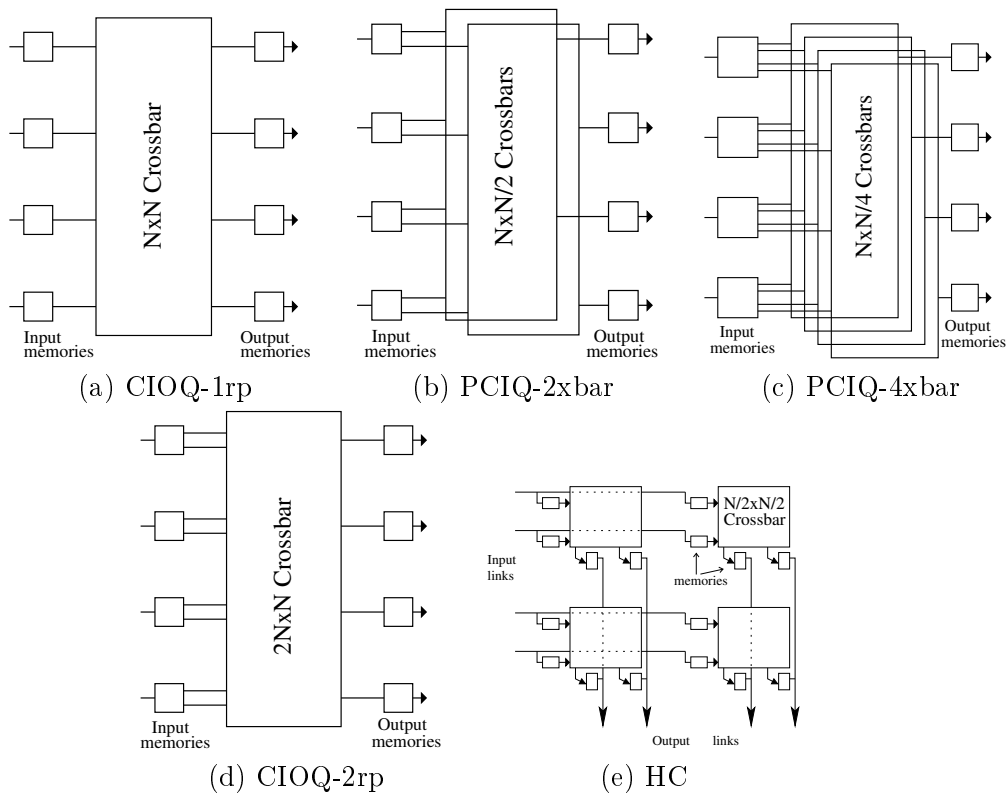 NxN Crossbar
Input
memories
Output
memories
(a) CIOQ-1rp
NxN/2 Crossbars
Input
memories
Output
memories
(b) PCIQ-2xbar
NxN/4 Crossbars
Input
memories
Output
memories
(c) PCIQ-4xbar
2NxN Crossbar
Input
memories
Output
memories
(d) CIOQ-2rp
N/2xN/2
Crossbar
Input
links
memories
Output links
(e) HC